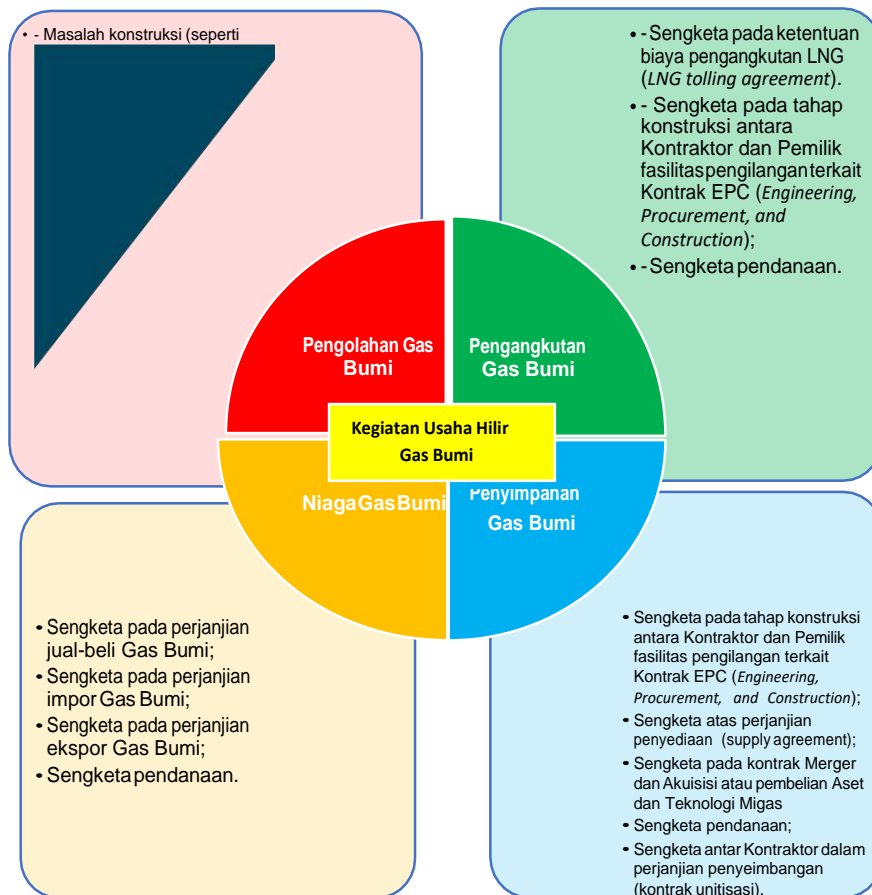 • - Masalah konstruksi (seperti
• - Sengketa pada ketentuan
biaya pengangkutan LNG
(LNG tolling agreement).
• - Sengketa pada tahap
konstruksi antara
Kontraktor dan Pemilik
fasilitas pengilangan terkait
Kontrak EPC (Engineering,
Procurement, and
Construction);
• - Sengketa pendanaan.
Pengolahan Gas
Bumi
Pengangkutan
Gas Bumi
Kegiatan Usaha Hilir
Gas Bumi
Niaga Gas Bumi
Penyimpanan
Gas Bumi
• Sengketa pada perjanjian
jual-beli Gas Bumi;
• Sengketa pada perjanjian
impor Gas Bumi;
• Sengketa pada perjanjian
ekspor Gas Bumi;
• Sengketa pendanaan.
• Sengketa pada tahap konstruksi
antara Kontraktor dan Pemilik
fasilitas pengilangan terkait
Kontrak EPC (Engineering,
Procurement, and Construction);
• Sengketa atas perjanjian
penyediaan (supply agreement);
• Sengketa pada kontrak Merger
dan Akuisisi atau pembelian Aset
dan Teknologi Migas
• Sengketa pendanaan;
• Sengketa antar Kontraktor dalam
perjanjian penyeimbangan
(kontrak unitisasi).